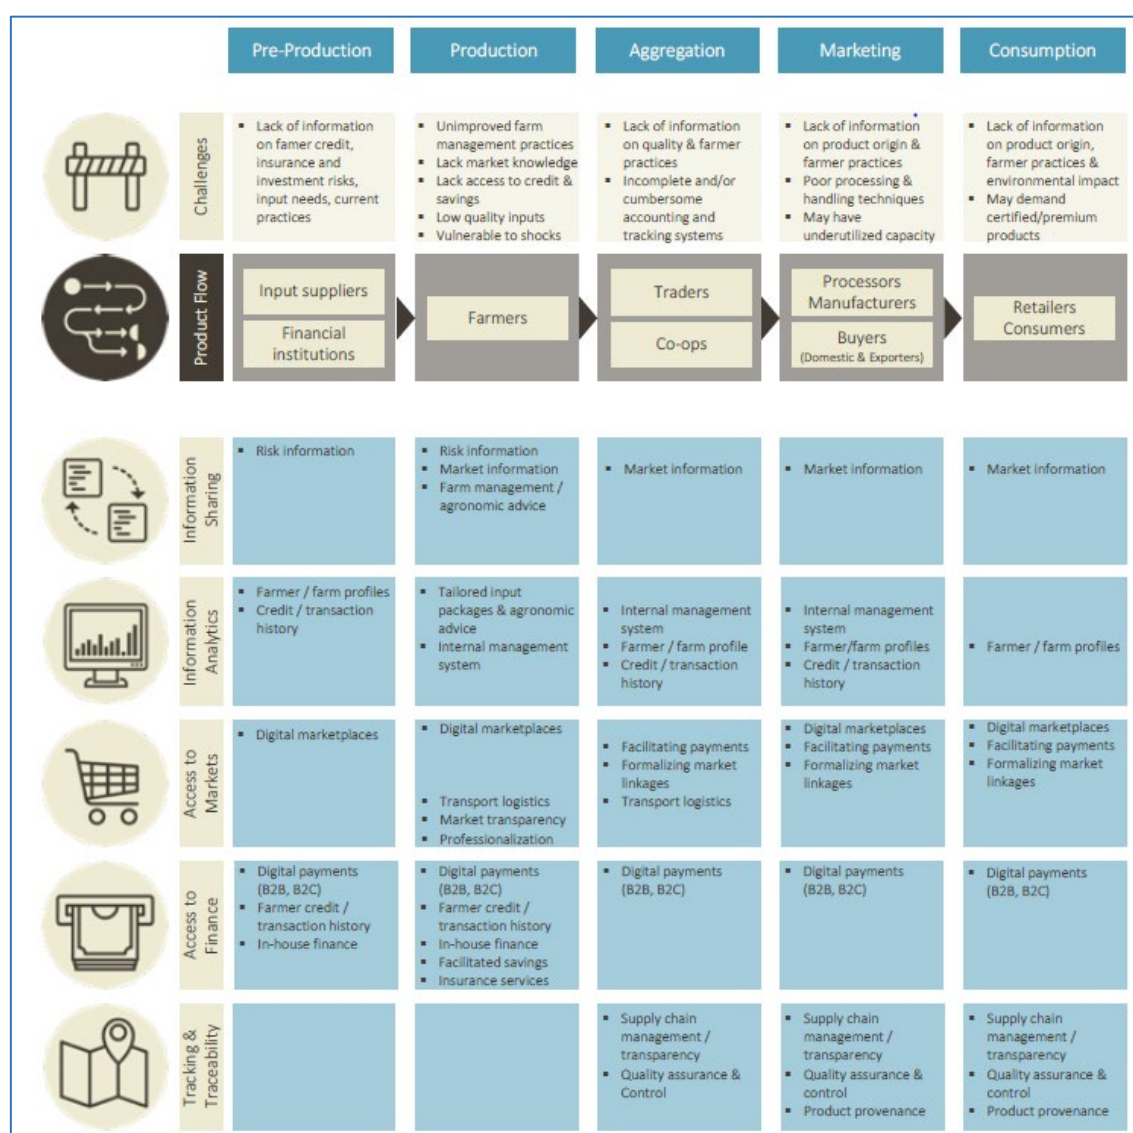 Pre-Production
Production
Aggregation
Marketing
Consumption
Challenges
▪ Lack of information
on famer credit,
insurance and
investment risks,
input needs, current
practices
▪ Unimproved farm
management practices
▪ Lack market knowledge
▪ Lack access to credit &
savings
▪ Low quality inputs
▪ Vulnerable to shocks
▪ Lack of information
on quality & farmer
practices
▪ Incomplete and/or
cumbersome
accounting and
tracking systems
▪ Lack of information
on product origin &
farmer practices
▪ Poor processing &
handling techniques
▪ May have
underutilized capacity
▪ Lack of information
on product origin,
farmer practices &
environmental impact
▪ May demand
certified/premium
products
Product Flow
Input suppliers
Financial
institutions
Farmers
Traders
Co-ops
Processors
Manufacturers
Buyers
(Domestic & Exporters)
Retailers
Consumers
Information
Sharing
▪ Risk information
▪ Risk information
▪ Market information
▪ Farm management /
agronomic advice
▪ Market information
▪ Market information
▪ Market information
Information
Analytics
▪ Farmer / farm profiles
▪ Credit / transaction
history
▪ Tailored input
packages & agronomic
advice
▪ Internal management
system
▪ Internal management
system
▪ Farmer / farm profile
▪ Credit / transaction
history
▪ Internal management
system
▪ Farmer/farm profiles
▪ Credit / transaction
history
▪ Farmer / farm profiles
Access to
Markets
▪ Digital marketplaces
▪ Digital marketplaces
▪ Transport logistics
▪ Market transparency
▪ Professionalization
▪ Facilitating payments
▪ Formalizing market
linkages
▪ Transport logistics
▪ Digital marketplaces
▪ Facilitating payments
▪ Formalizing market
linkages
▪ Digital marketplaces
▪ Facilitating payments
▪ Formalizing market
linkages
Access to
Finance
▪ Digital payments
(B2B, B2C)
▪ Farmer credit /
transaction history
▪ In-house finance
▪ Digital payments
(B2B, B2C)
▪ Farmer credit /
transaction history
▪ In-house finance
▪ Facilitated savings
▪ Insurance services
▪ Digital payments
(B2B, B2C)
▪ Digital payments
(B2B, B2C)
▪ Digital payments
(B2B, B2C)
Tracking &
Traceability
▪ Supply chain
management /
transparency
▪ Quality assurance &
Control
▪ Supply chain
management /
transparency
▪ Quality assurance &
control
▪ Product provenance
▪ Supply chain
management /
transparency
▪ Quality assurance &
control
▪ Product provenance